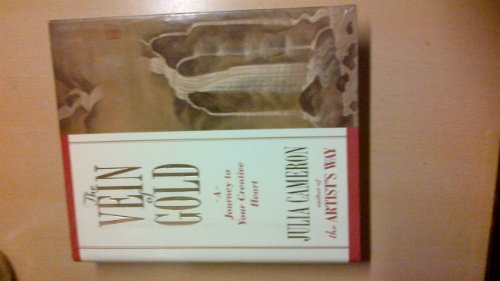 The
VEIN
of
GOLD
- A -
Journey to
Your Creative
Heart
JULIA CAMERON
author of
the ARTIST'S WAY